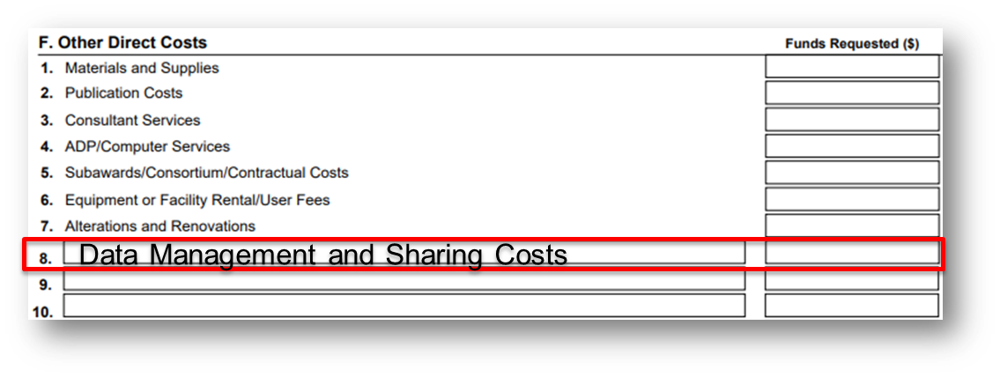 F. Other Direct Costs Funds Requested ($)
1. Materials and Supplies
2. Publication Costs
3. Consultant Services
4. ADP/Computer Services
5. Subawards/Consortium/Contractual Costs
6. Equipment or Facility Rental/User Fees
7. Alterations and Renovations
8. Data Management and Sharing Costs
9.
10.